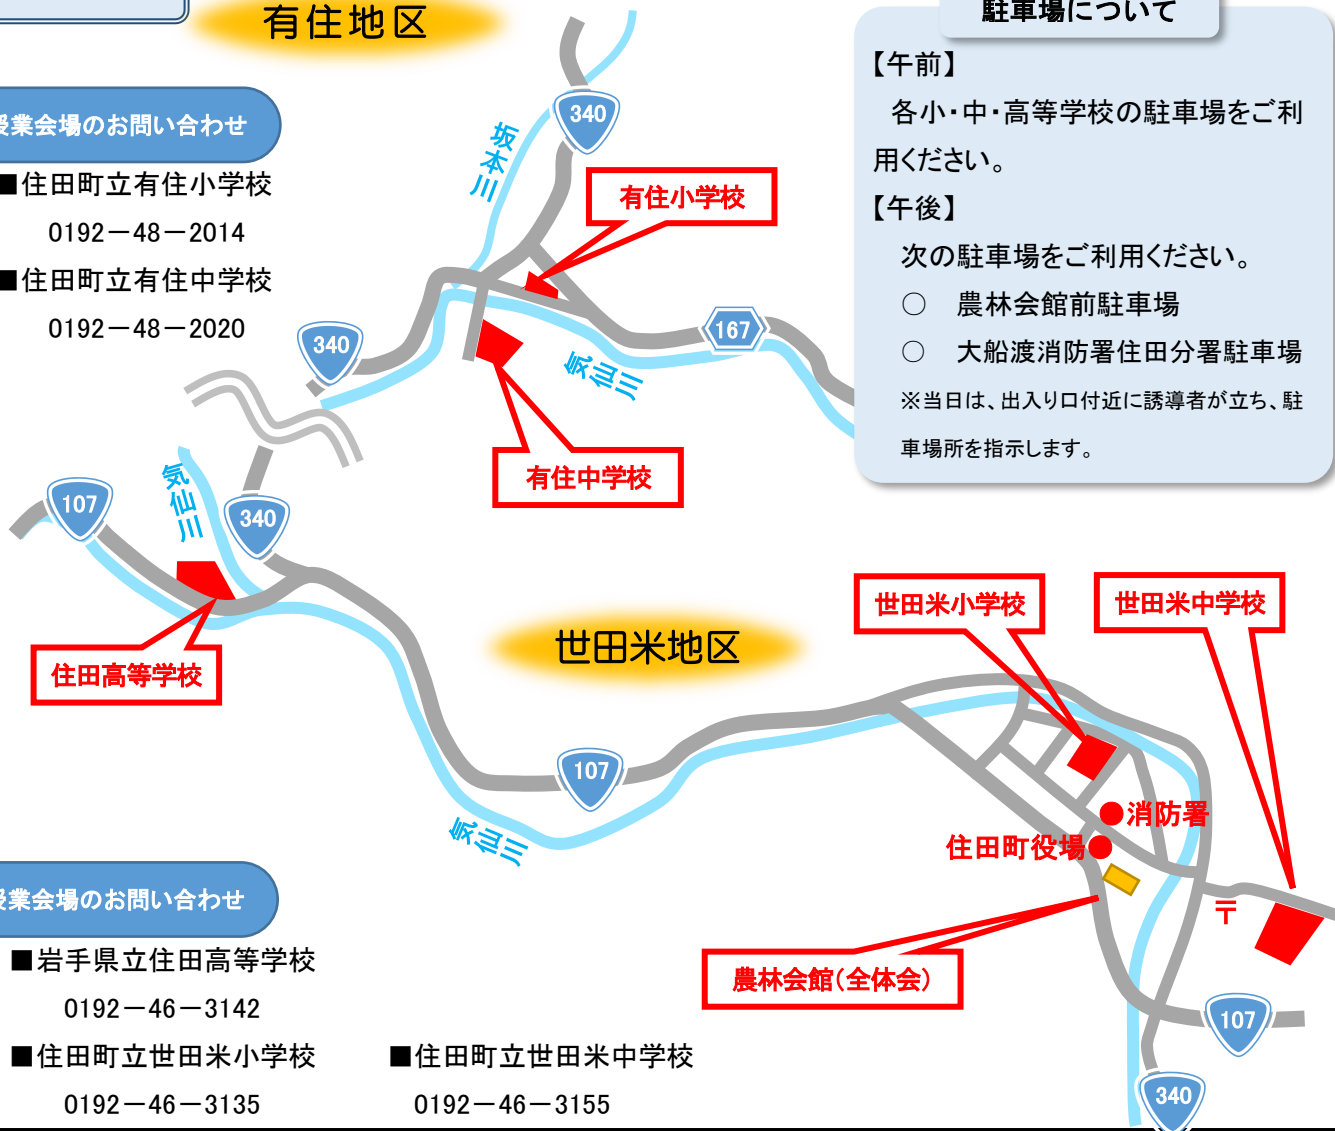 有住地区
授業会場のお問い合わせ
■住田町立有住小学校
0192－48－2014
■住田町立有住中学校
0192－48－2020
駐車場について
【午前】
各小・中・高等学校の駐車場をご利
用ください。
【午後】
次の駐車場をご利用ください。
○　農林会館前駐車場
○　大船渡消防署住田分署駐車場
※当日は、出入り口付近に誘導者が立ち、駐
車場所を指示します。
340
坂本川
有住小学校
340
167
気仙川
有住中学校
107
気仙川
340
住田高等学校
世田米地区
世田米小学校
世田米中学校
107
気仙川
消防署
住田町役場
〒
農林会館（全体会）
107
340
授業会場のお問い合わせ
■岩手県立住田高等学校
0192－46－3142
■住田町立世田米小学校
0192－46－3135
■住田町立世田米中学校
0192－46－3155